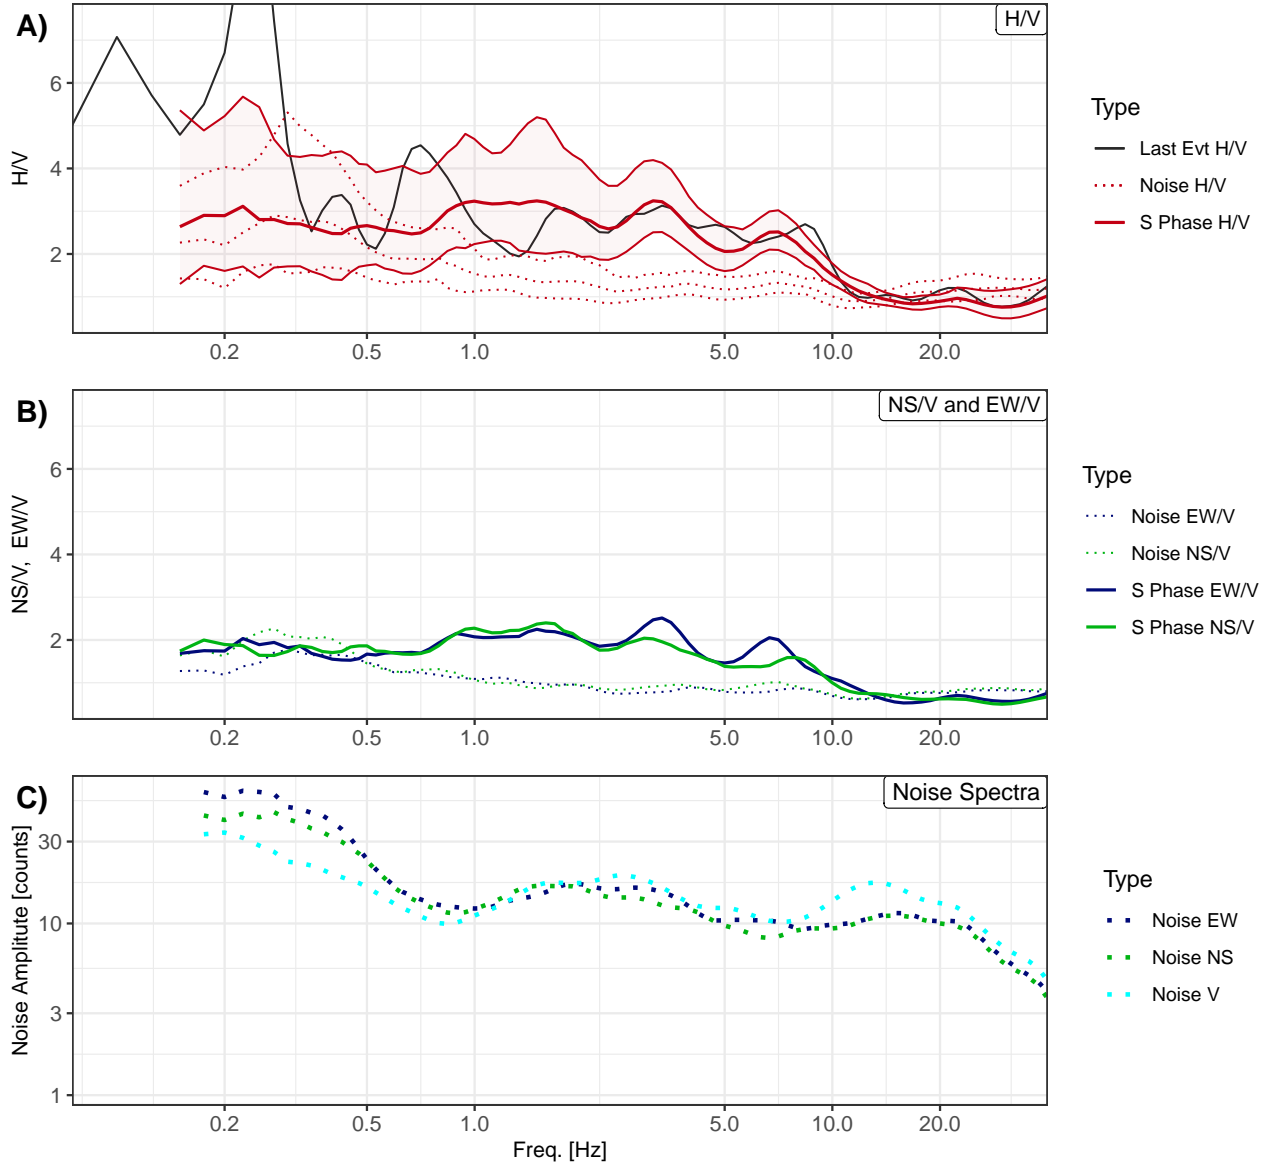 A)
H/V
6
4
2
H/V
0.2 0.5 1.0 5.0 10.0 20.0
Type
Last Evt H/V
Noise H/V
S Phase H/V
B)
NS/V and EW/V
6
4
2
NS/V, EW/V
0.2 0.5 1.0 5.0 10.0 20.0
Type
Noise EW/V
Noise NS/V
S Phase EW/V
S Phase NS/V
C)
Noise Spectra
30
10
3
1
Noise Amplitute [counts]
0.2 0.5 1.0 5.0 10.0 20.0
Freq. [Hz]
Type
Noise EW
Noise NS
Noise V